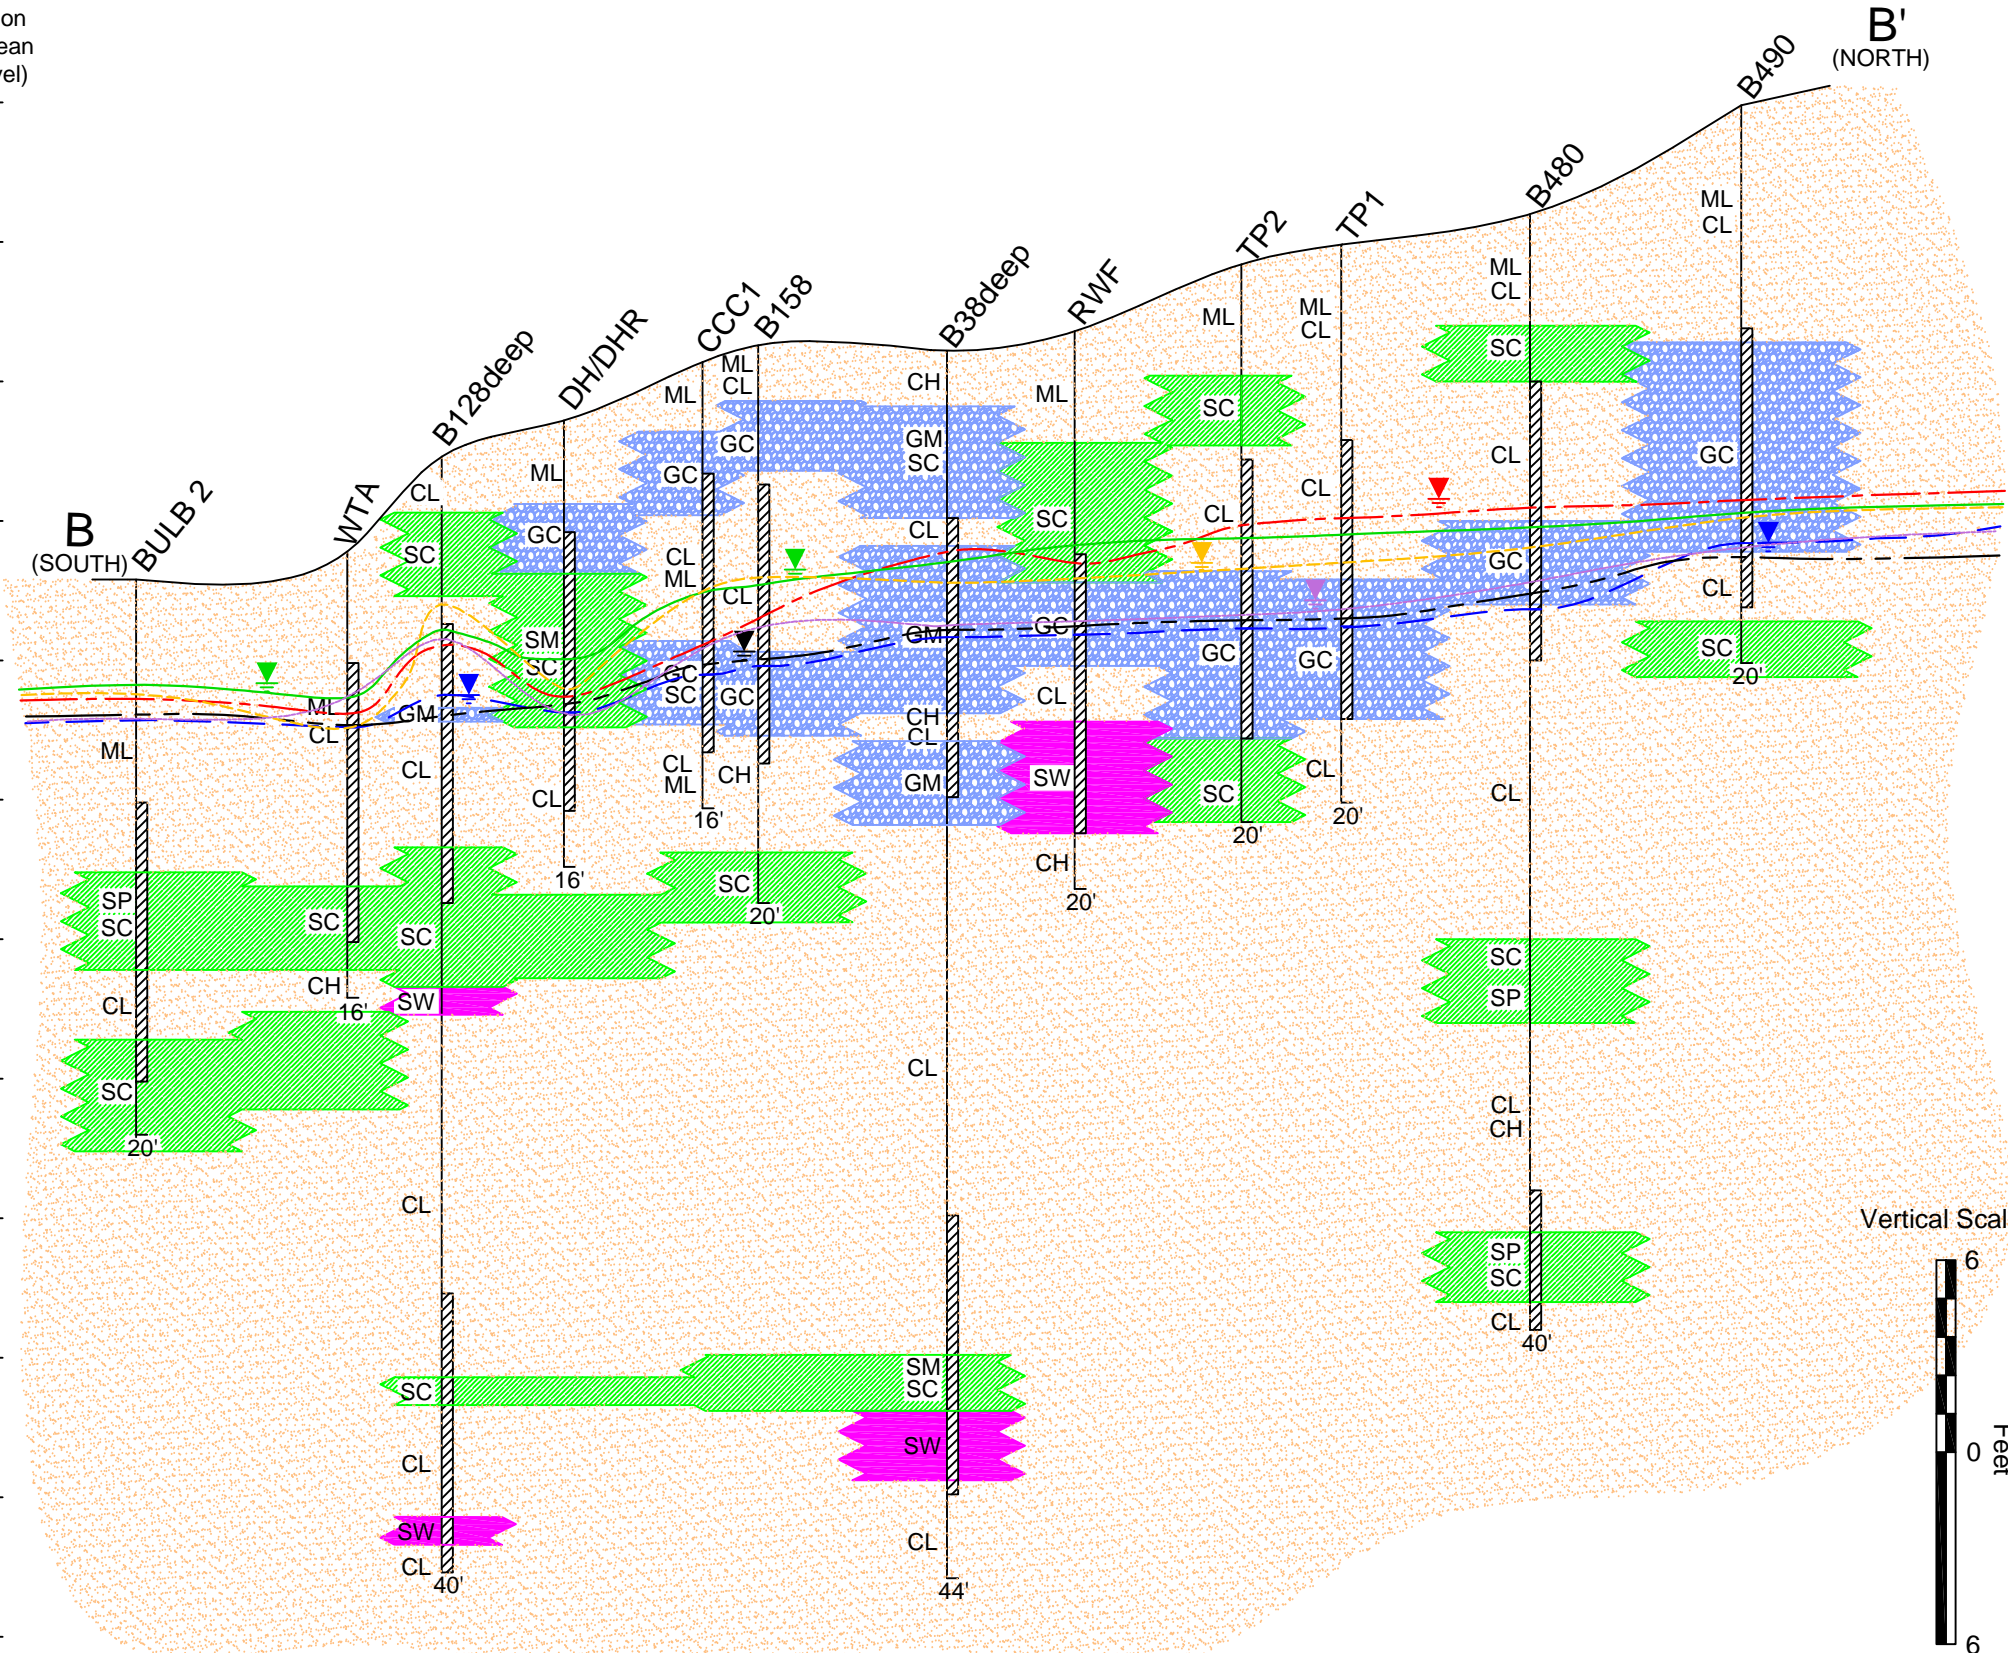 on
ean
vel)
B'
(NORTH)
B490
B480
TP1
TP2
RWF
B38deep
B158
CCC1
DH/DHR
B128deep
WTA
BULB 2
B
(SOUTH)
ML
SP
SC
CL
SC
20'
ML
CL
SC
CH
16'
CL
SC
GM
CL
SC
SW
CL
SC
CL
SW
CL
40'
ML
GC
SM
SC
CL
16'
ML
GC
CL
ML
GC
SC
CL
ML
16'
ML
CL
GC
CL
GC
CH
SC
20'
CH
GM
SC
CL
GM
CH
CL
GM
CL
SM
SC
SW
CL
44'
ML
SC
GC
CL
SW
CH
20'
ML
SC
CL
GC
SC
20'
ML
CL
CL
GC
CL
20'
ML
CL
SC
CL
GC
CL
SC
SP
CL
CH
SP
SC
CL
40'
ML
CL
GC
CL
SC
20'
Vertical Scal
6
0
6
Feet